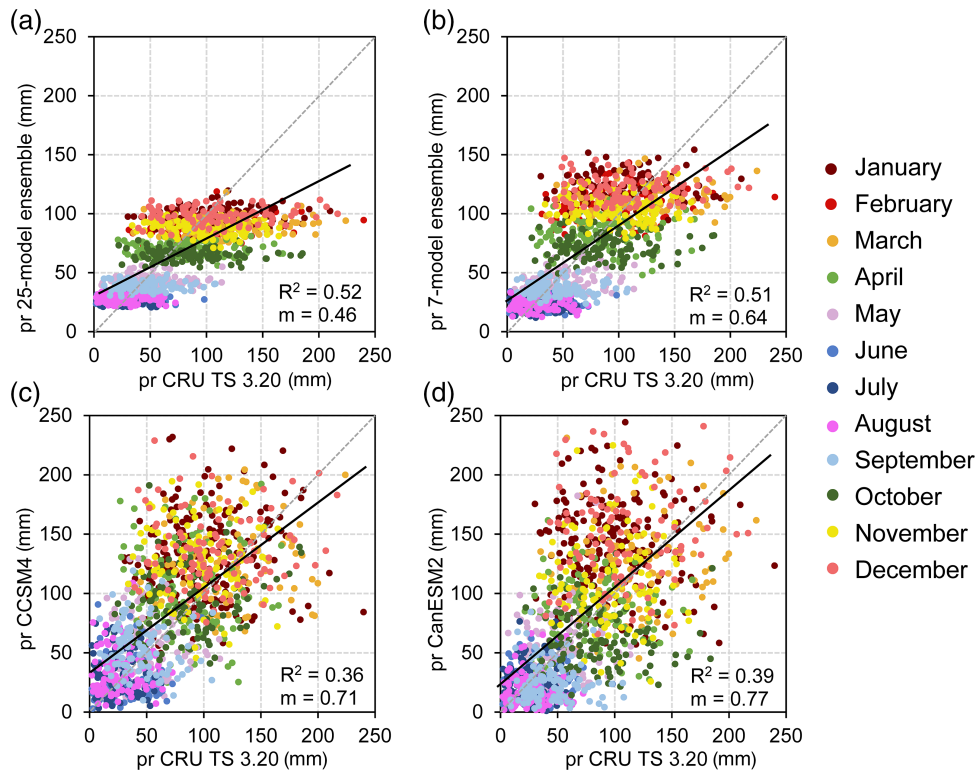 (a)
pr 25-model ensemble (mm)
250
200
150
100
50
0
R² = 0.52
m = 0.46
0 50 100 150 200 250
pr CRU TS 3.20 (mm)
(b)
pr 7-model ensemble (mm)
250
200
150
100
50
0
R² = 0.51
m = 0.64
0 50 100 150 200 250
pr CRU TS 3.20 (mm)
(c)
pr CCSM4 (mm)
250
200
150
100
50
0
R² = 0.36
m = 0.71
0 50 100 150 200 250
pr CRU TS 3.20 (mm)
(d)
pr CanESM2 (mm)
250
200
150
100
50
0
R² = 0.39
m = 0.77
0 50 100 150 200 250
pr CRU TS 3.20 (mm)
January
February
March
April
May
June
July
August
September
October
November
December